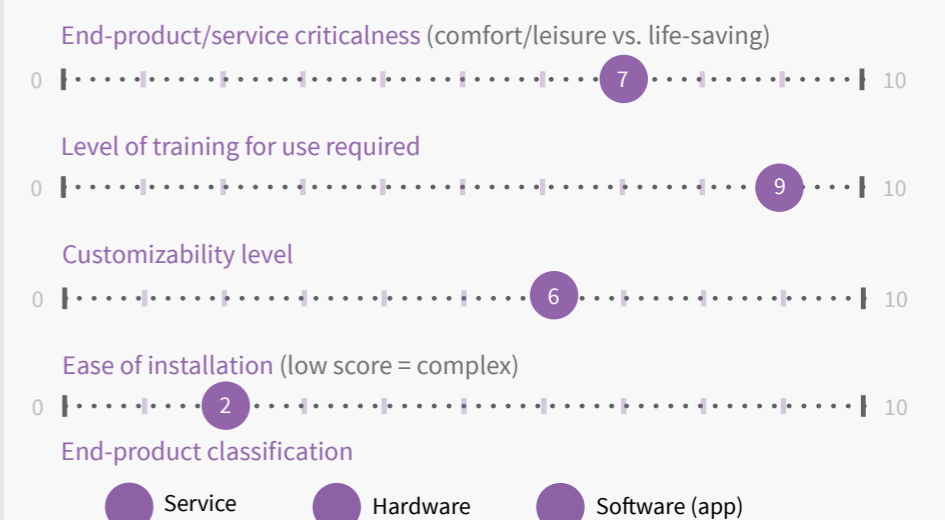 End-product/service criticalness (comfort/leisure vs. life-saving)
0 7 10
Level of training for use required
0 9 10
Customizability level
0 6 10
Ease of installation (low score = complex)
0 2 10
End-product classification
Service Hardware Software (app)